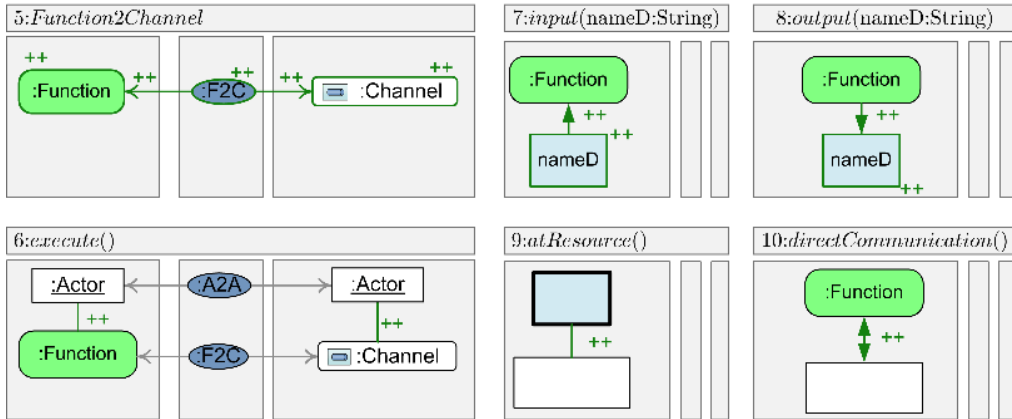 5:Function2Channel
++
:Function
++
++
:F2C
++
++
:Channel
7:input(nameD:String)
:Function
++
++
nameD
8:output(nameD:String)
:Function
++
nameD
++
6:execute()
:Actor
:A2A
:Actor
++
++
:Function
:F2C
:Channel
9:atResource()
++
10:directCommunication()
:Function
++